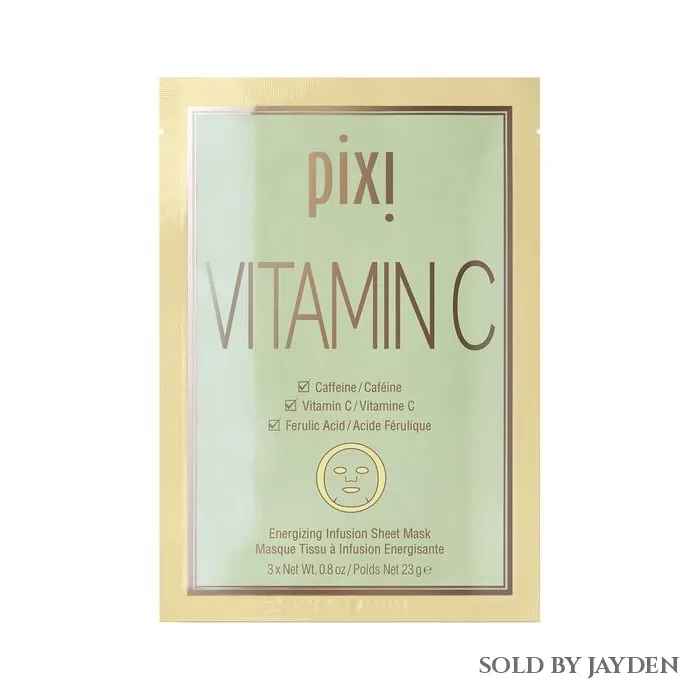 pixi
VITAMIN C
☑ Caffeine/Caféine
☑ Vitamin C/Vitamine C
☑ Ferulic Acid/Acide Férulique
Energizing Infusion Sheet Mask
Masque Tissu à Infusion Energisante
3 x Net Wt. 0.8 oz/Poids Net 23 g ℮
SOLD BY JAYDEN